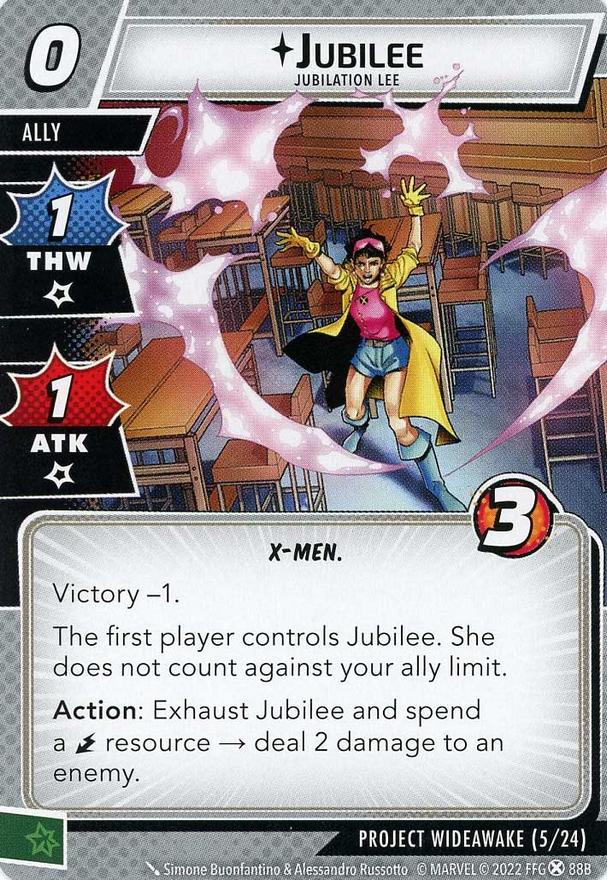 0
JUBILEE
JUBILATION LEE
ALLY
1
THW
1
ATK
3
X-MEN.
Victory –1.
The first player controls Jubilee. She
does not count against your ally limit.
Action: Exhaust Jubilee and spend
a resource → deal 2 damage to an
enemy.
PROJECT WIDEAWAKE (5/24)
Simone Buonfantino & Alessandro Russotto © MARVEL © 2022 FFG 88B